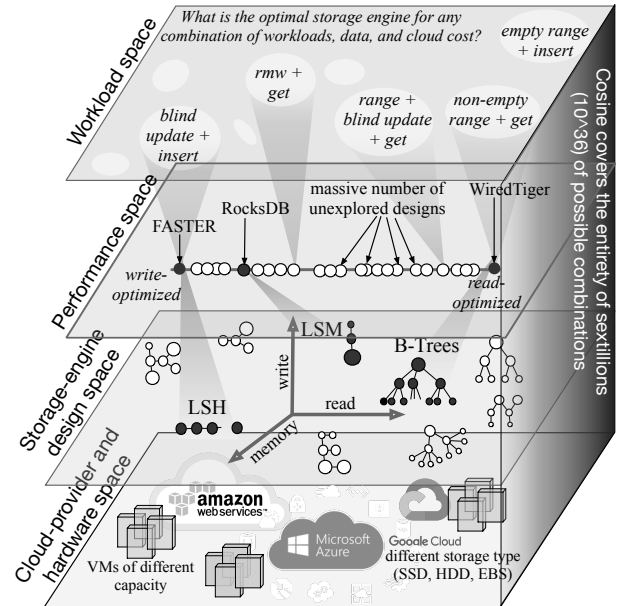 What is the optimal storage engine for any
combination of workloads, data, and cloud cost?
empty range +
insert
rmw +
get
blind
update +
insert
range +
blind update
+ get
non-empty
range + get
Workload space
FASTER
RocksDB
massive number of
unexplored designs
WiredTiger
write-
optimized
read-
optimized
Performance space
LSM
B-Trees
LSH
write
read
memory
Storage-engine
design space
amazon
webservices™
Microsoft
Azure
Google Cloud
VMs of different
capacity
different storage type
(SSD, HDD, EBS)
Cloud-provider and
hardware space
Cosine covers the entirety of sextillions
(10^36) of possible combinations